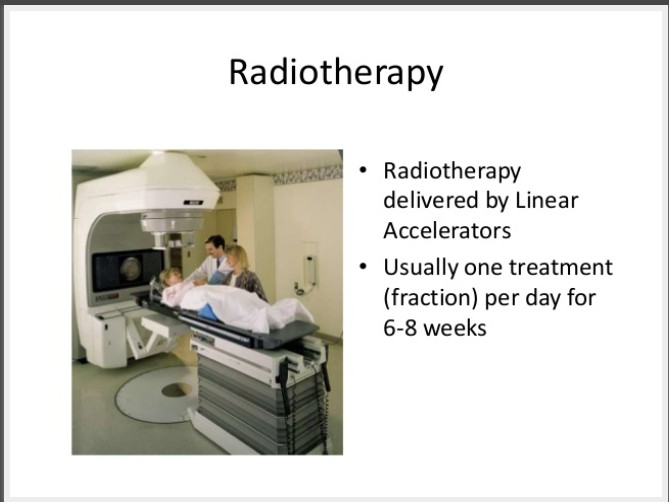 Radiotherapy
• Radiotherapy
delivered by Linear
Accelerators
• Usually one treatment
(fraction) per day for
6-8 weeks